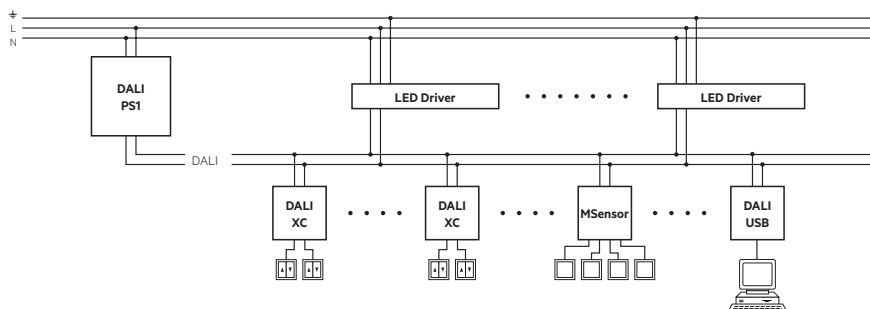 L
N
DALI
PS1
LED Driver
LED Driver
DALI
DALI
XC
DALI
XC
MSensor
DALI
USB